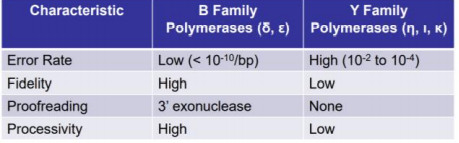 Characteristic B Family Polymerases (δ, ε) Y Family Polymerases (η, ι, κ)
Error Rate Low (< 10⁻¹⁰/bp) High (10⁻² to 10⁻⁴)
Fidelity High Low
Proofreading 3’ exonuclease None
Processivity High Low